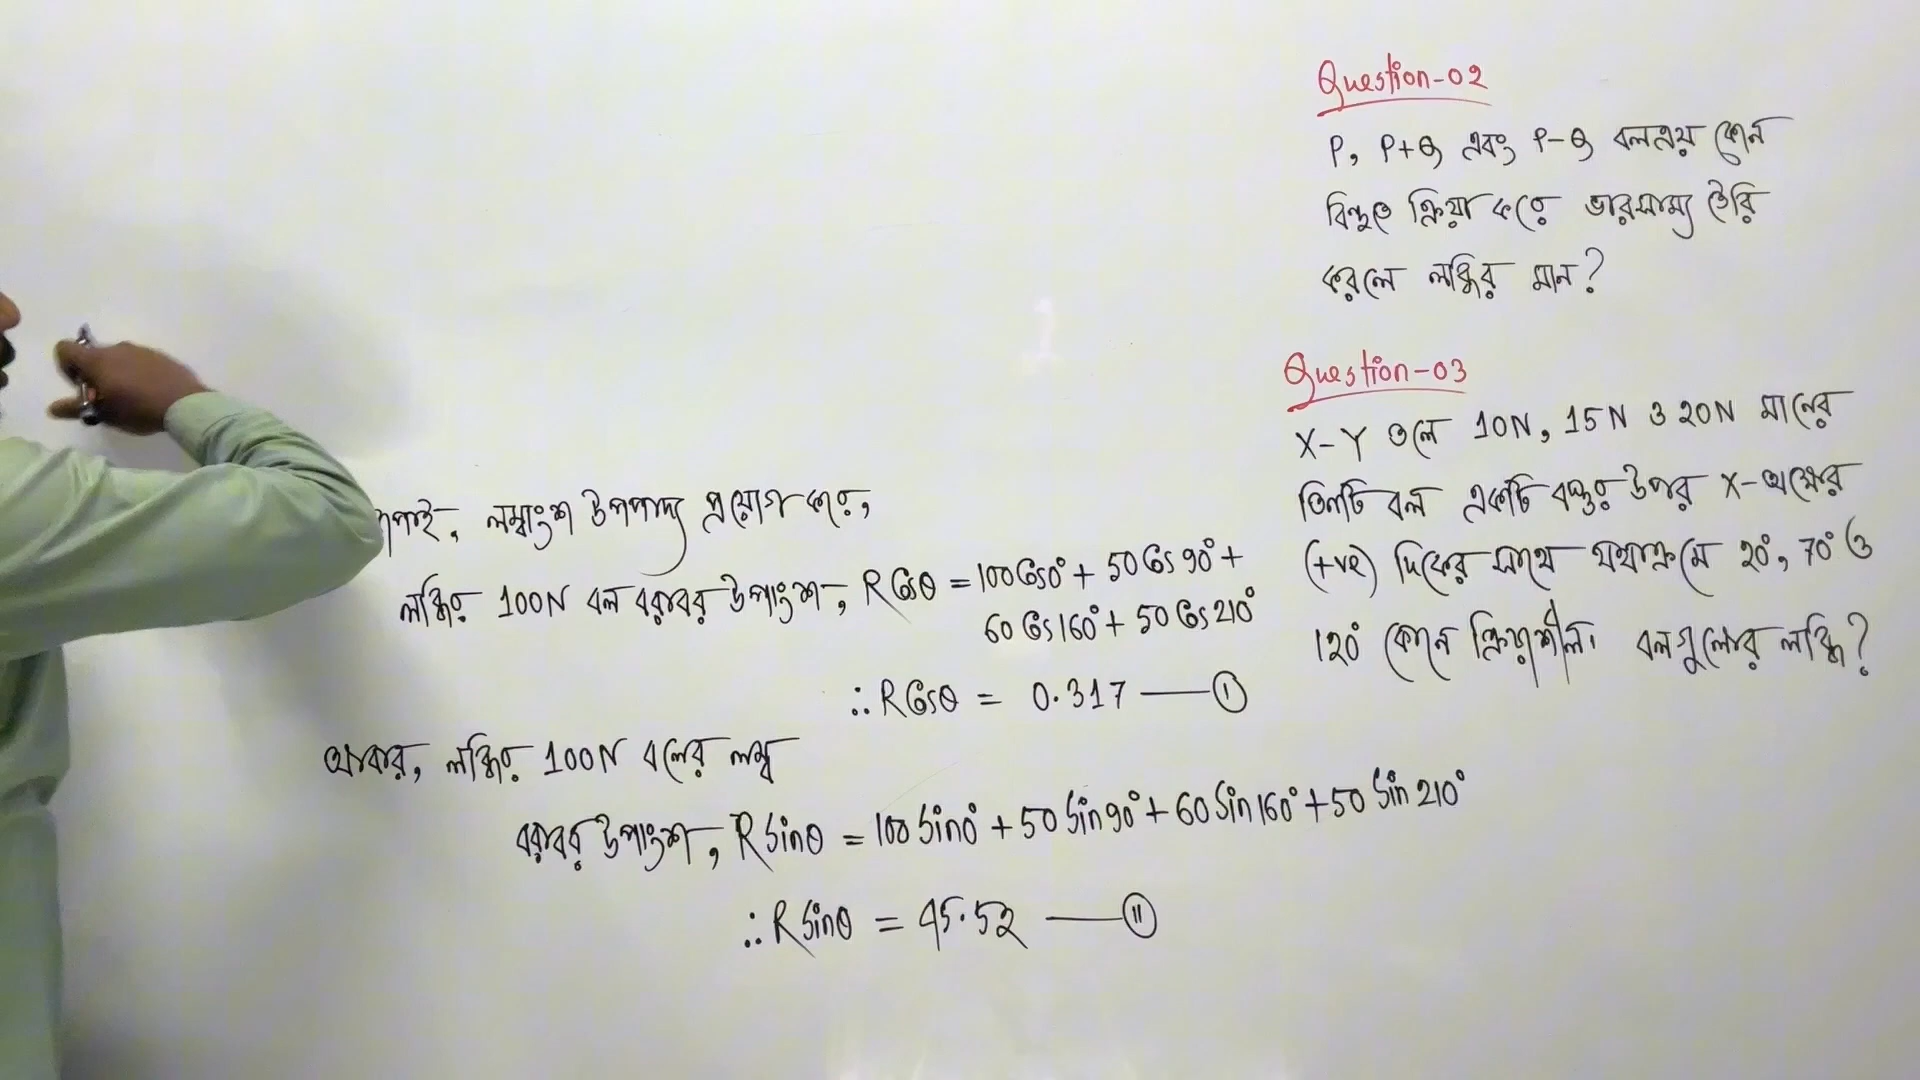 Question-02
P, P+Q এবং P-Q বলত্রয় কোন
বিন্দুতে ক্রিয়া করে ভারসাম্য তৈরি
করলে লব্ধির মান?
Question-03
X-Y তলে 10N, 15N ও 20N মানের
তিনটি বল একটি বস্তুর উপর X-অক্ষের
(+ve) দিকের সাথে যথাক্রমে 20°, 70° ও
120° কোনে ক্রিয়াশীল। বলগুলোর লব্ধি?
লম্বাংশ উপপাদ্য প্রয়োগ করে,
লব্ধির 100N বল বরাবর উপাংশ, R Cosθ = 100 Cos0° + 50 Cos 90° +
60 Cos 160° + 50 Cos 210°
∴ R Cosθ = 0.317 —— I
আবার, লব্ধির 100N বলের লম্ব
বরাবর উপাংশ, R Sinθ = 100 Sin0° + 50 Sin 90° + 60 Sin 160° + 50 Sin 210°
∴ R Sinθ = 45.52 —— II